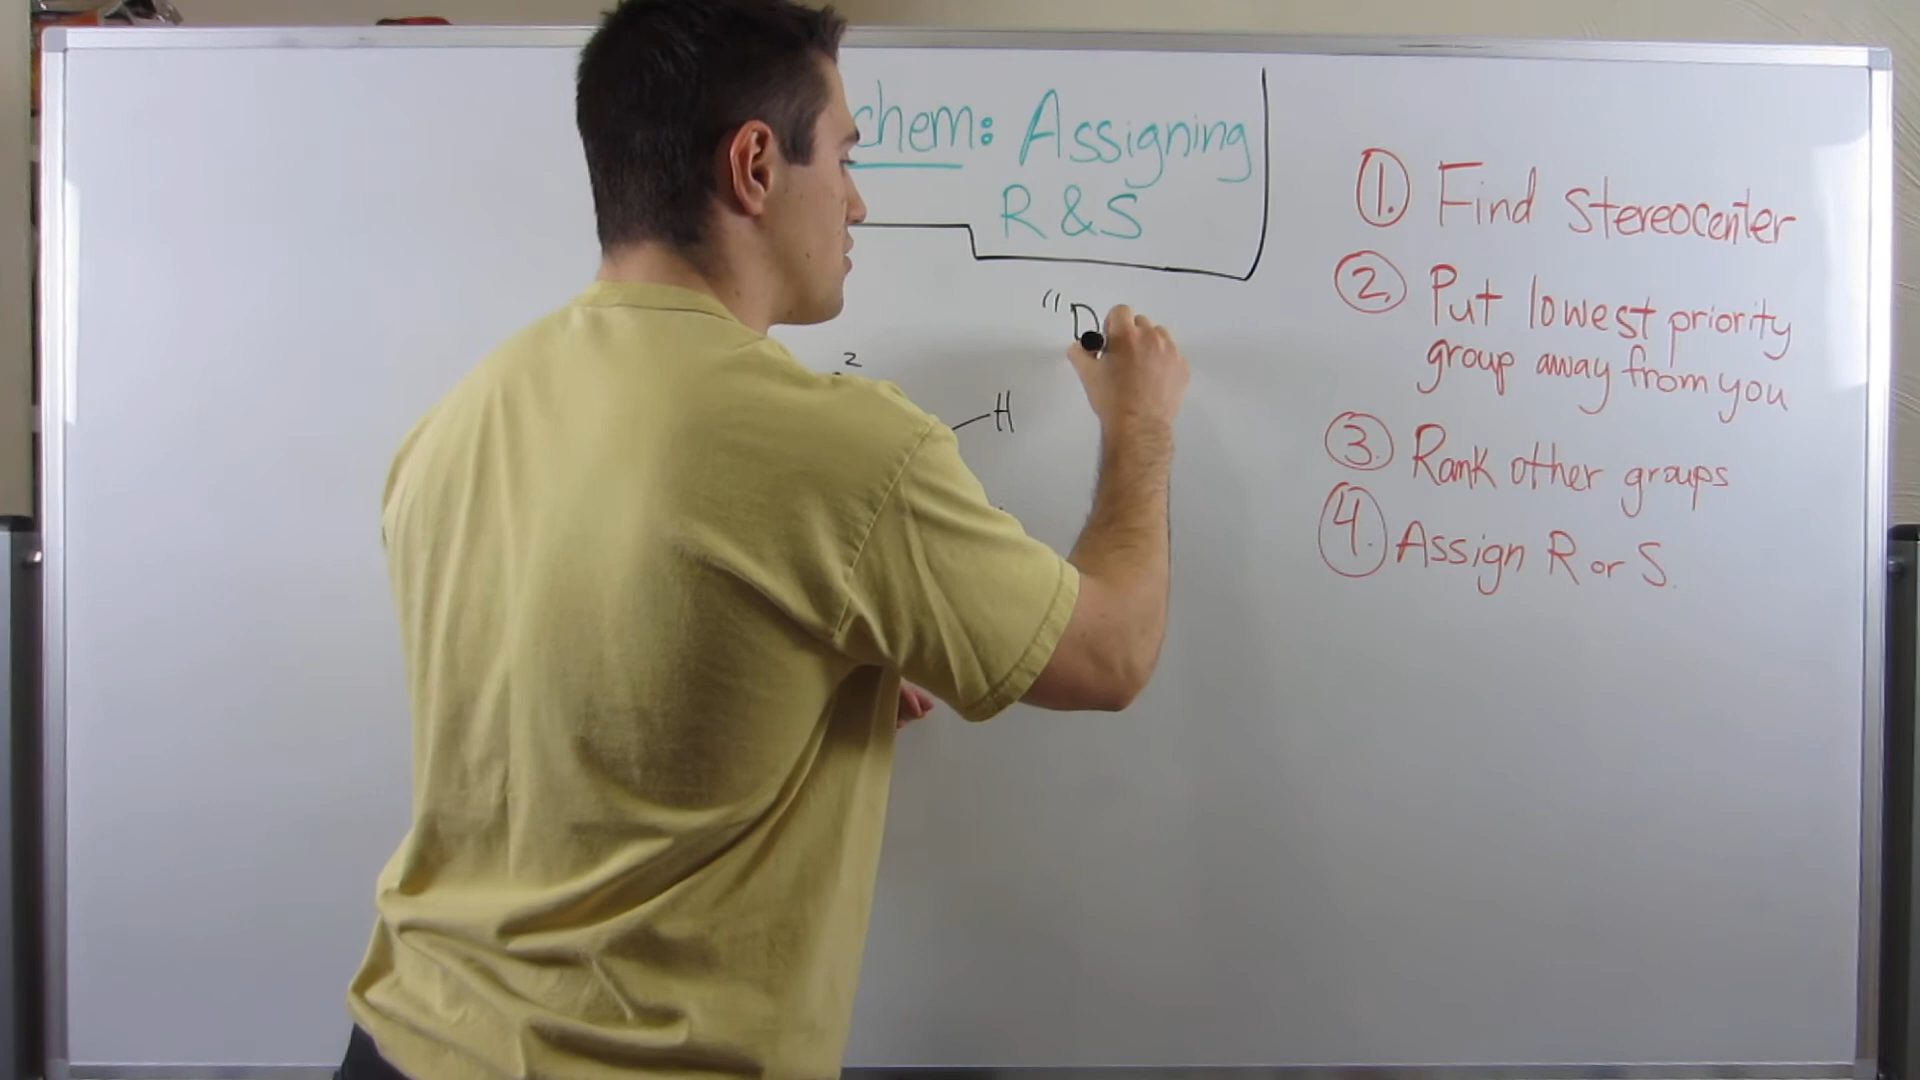 chem: Assigning
R & S
"D
2
H
1. Find stereocenter
2. Put lowest priority
group away from you
3. Rank other groups
4. Assign R or S.